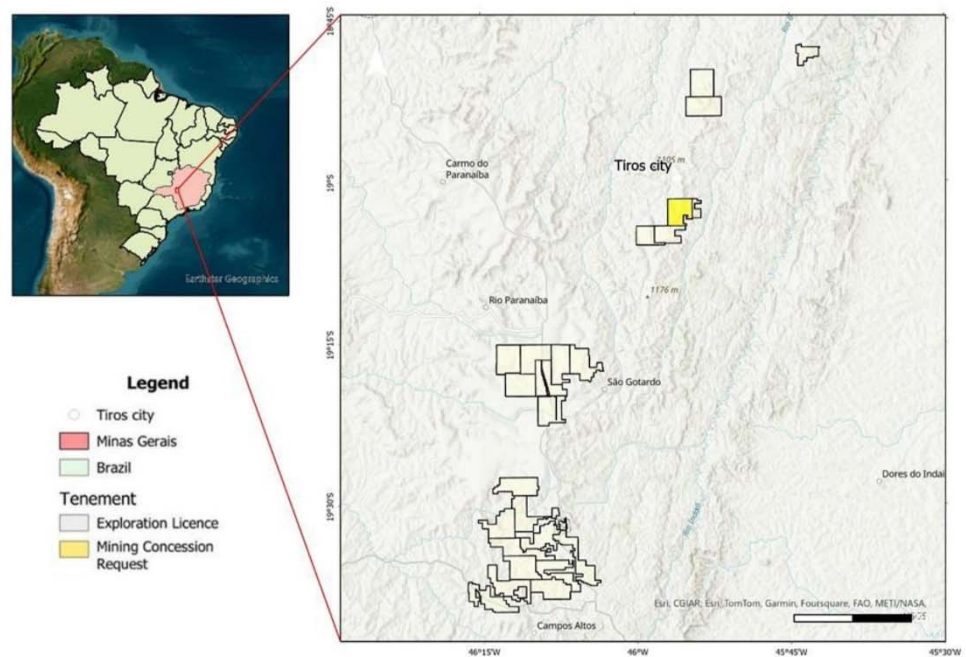 Earthstar Geographics
Legend
Tiros city
Minas Gerais
Brazil
Tenement
Exploration Licence
Mining Concession
Request
18°45'S
19°S
19°15'S
19°30'S
Carmo do
Paranaíba
Tiros city
1176 m
Rio Paranaíba
São Gotardo
Dores do Indai
Rio Indaiá
Campos Altos
Esri, CGIAR, Esri, TomTom, Garmin, Foursquare, FAO, METI/NASA,
46°15'W
46°W
45°45'W
45°30'W